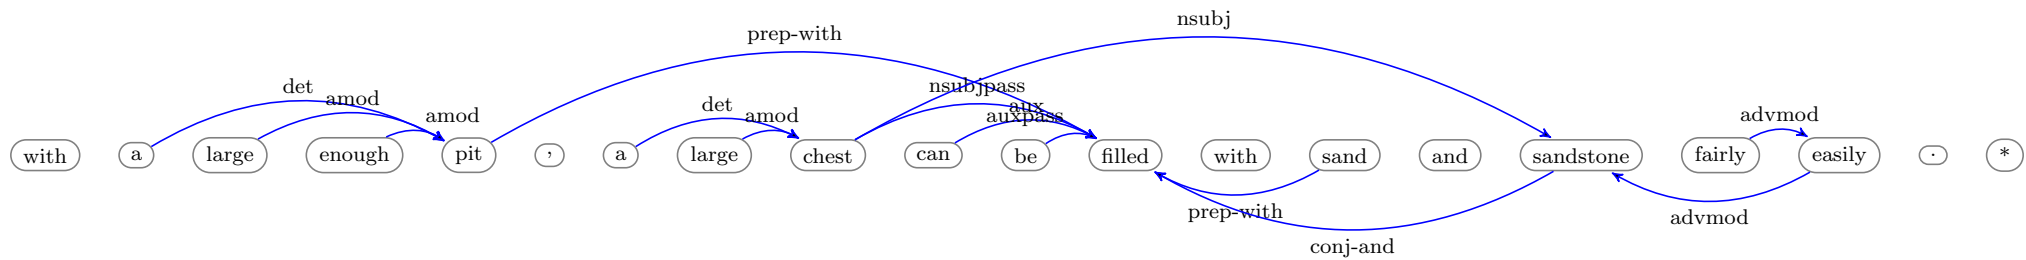 nsubj
prep-with
det amod amod det amod nsubjpass aux auxpass advmod
with a large enough pit , a large chest can be filled with sand and sandstone fairly easily . *
prep-with advmod
conj-and